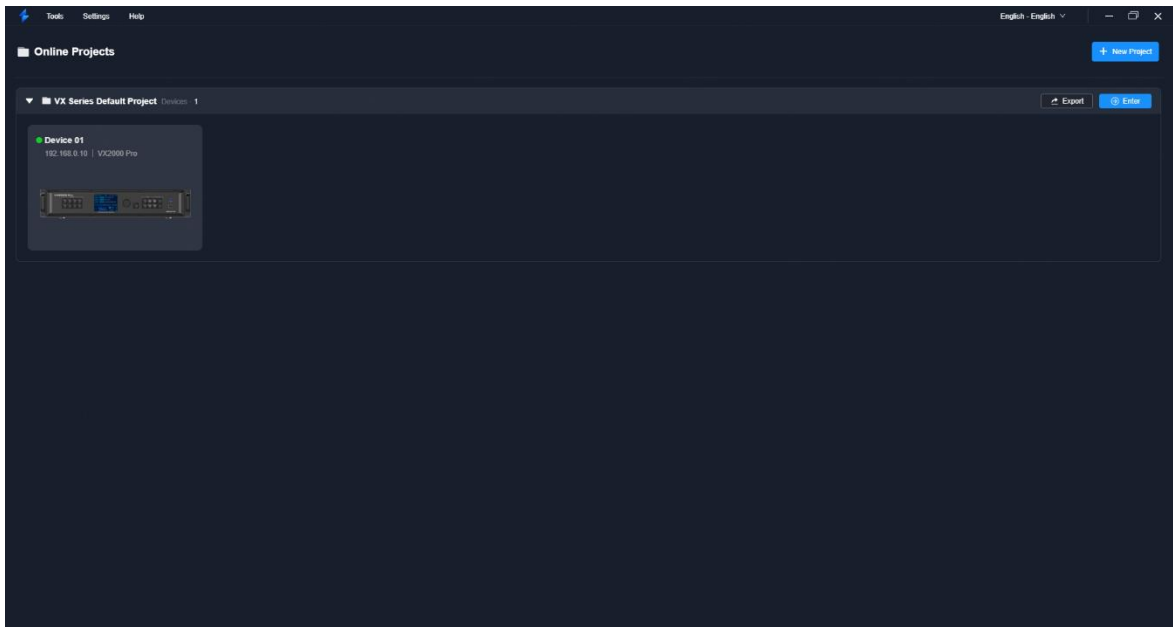 Tools Settings Help English - English
Online Projects + New Project
VX Series Default Project Devices 1 Export Enter
Device 01
192.168.0.10 | VX2000 Pro